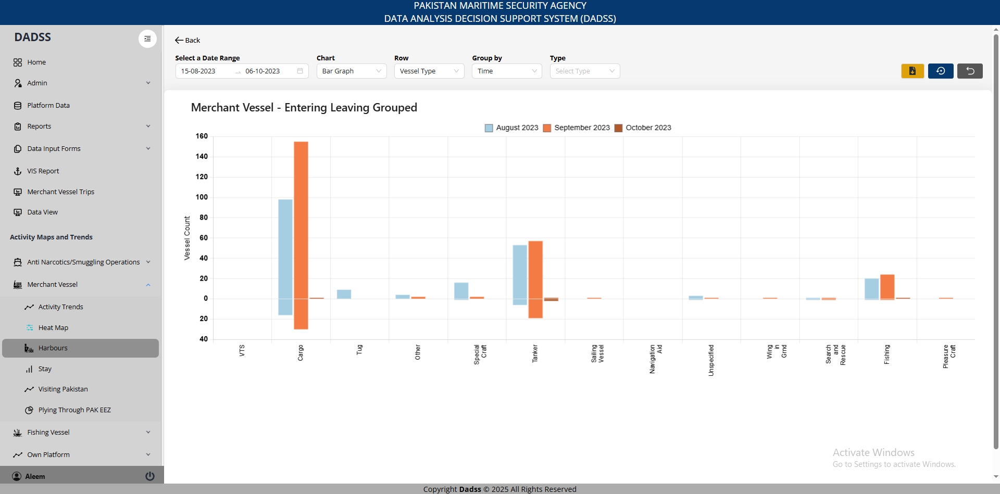 PAKISTAN MARITIME SECURITY AGENCY
DATA ANALYSIS DECISION SUPPORT SYSTEM (DADSS)
DADSS
Home
Admin
Platform Data
Reports
Data Input Forms
VIS Report
Merchant Vessel Trips
Data View
Activity Maps and Trends
Anti Narcotics/Smuggling Operations
Merchant Vessel
Activity Trends
Heat Map
Harbours
Stay
Visiting Pakistan
Plying Through PAK EEZ
Fishing Vessel
Own Platform
Aleem
Back
Select a Date Range
15-08-2023
06-10-2023
Chart
Bar Graph
Row
Vessel Type
Group by
Time
Type
Select Type
Merchant Vessel - Entering Leaving Grouped
August 2023 September 2023 October 2023
Vessel Count
160
140
120
100
80
60
40
20
0
20
40
VTS
Cargo
Tug
Other
Special
Craft
Tanker
Sailing
Vessel
Navigation
Aid
Unspecified
Wing
in
Grnd
Search
and
Rescue
Fishing
Pleasure
Craft
Activate Windows
Go to Settings to activate Windows.
Copyright Dadss © 2025 All Rights Reserved